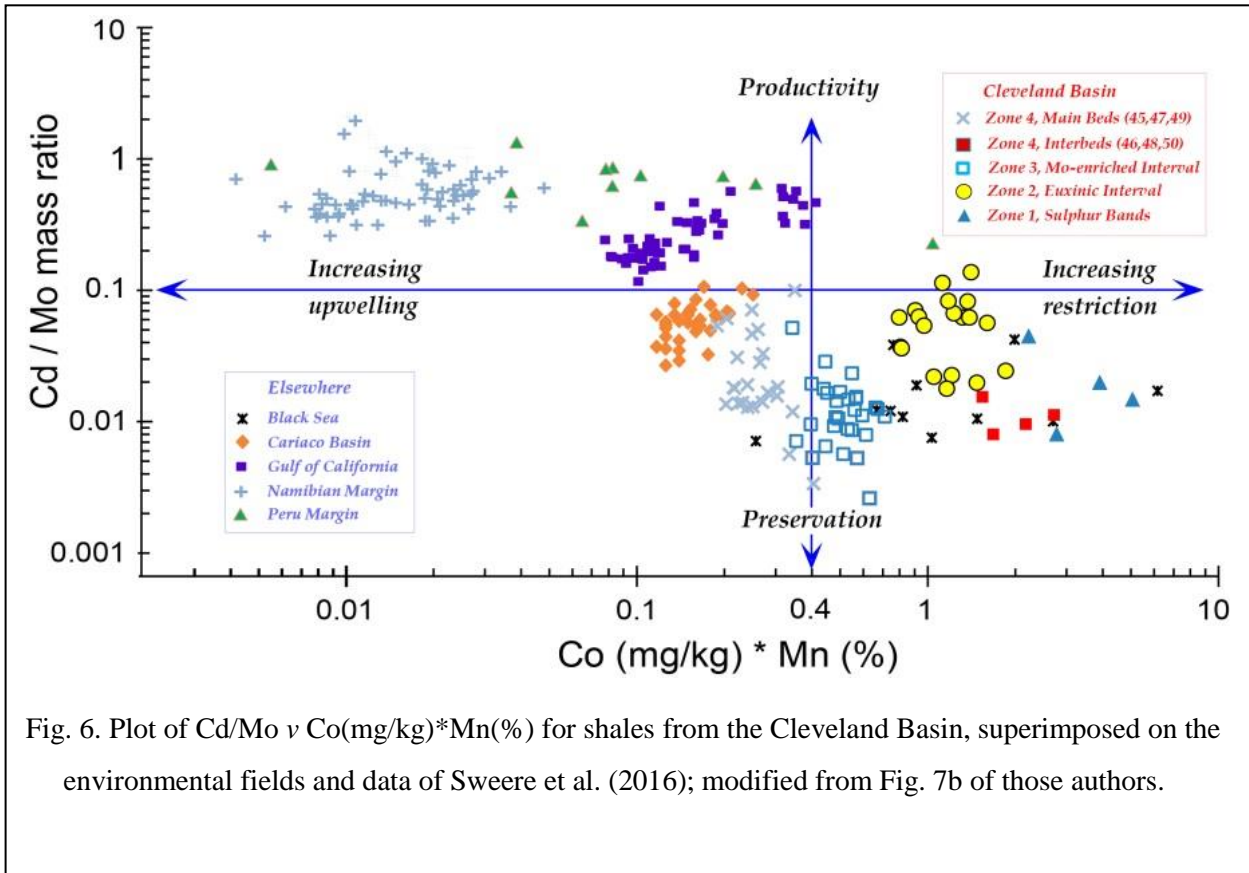 10
1
0.1
0.01
0.001
Cd / Mo mass ratio
Productivity
Cleveland Basin
Zone 4, Main Beds (45,47,49)
Zone 4, Interbeds (46,48,50)
Zone 3, Mo-enriched Interval
Zone 2, Euxinic Interval
Zone 1, Sulphur Bands
Increasing
upwelling
Increasing
restriction
Elsewhere
Black Sea
Cariaco Basin
Gulf of California
Namibian Margin
Peru Margin
Preservation
0.01
0.1
0.4
1
10
Co (mg/kg) * Mn (%)
Fig. 6. Plot of Cd/Mo v Co(mg/kg)*Mn(%) for shales from the Cleveland Basin, superimposed on the
environmental fields and data of Sweere et al. (2016); modified from Fig. 7b of those authors.